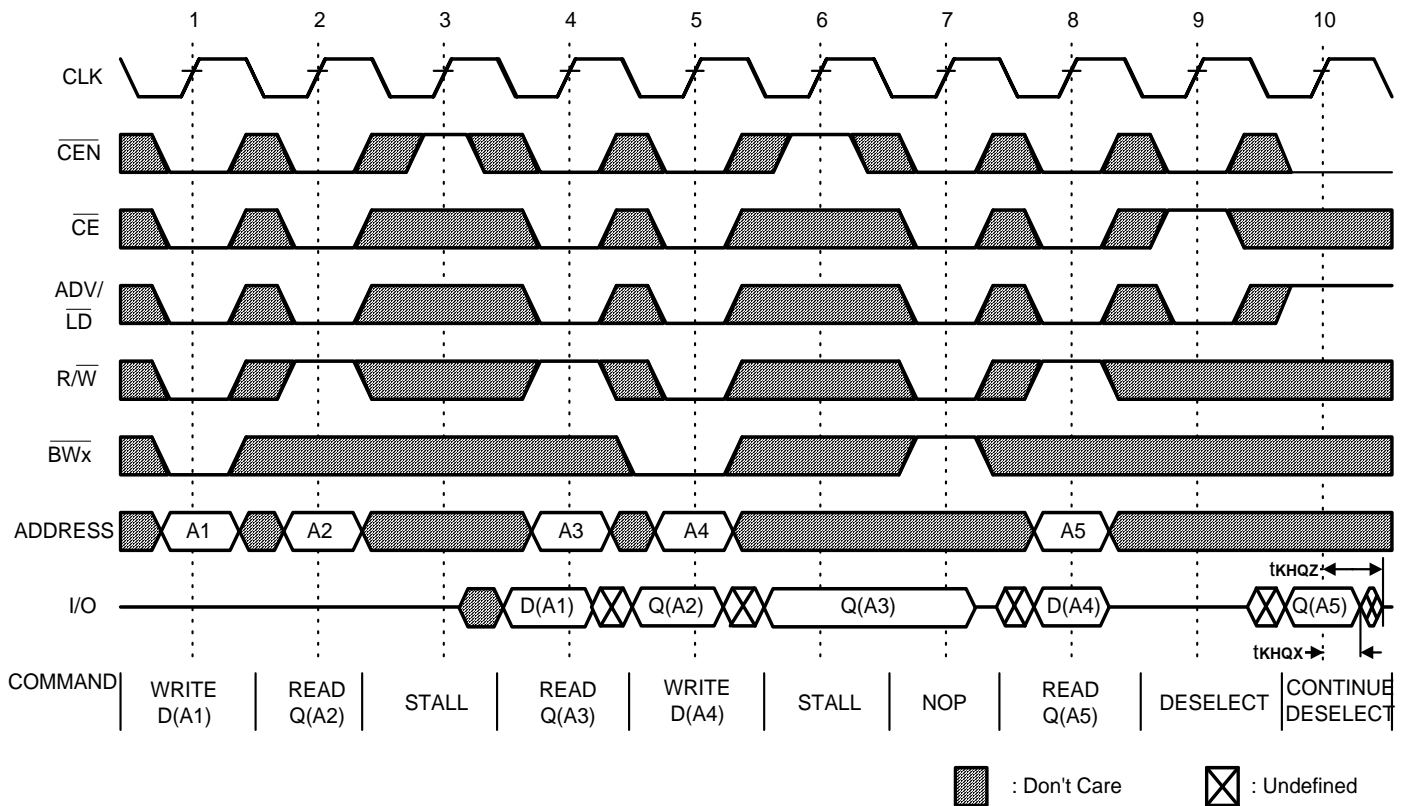 1 2 3 4 5 6 7 8 9 10
CLK
CEN
CE
ADV/
LD
R/W
BWx
ADDRESS A1 A2 A3 A4 A5
tKHQZ
I/O D(A1) Q(A2) Q(A3) D(A4) Q(A5)
tKHQX
COMMAND
WRITE D(A1)
READ Q(A2)
STALL
READ Q(A3)
WRITE D(A4)
STALL
NOP
READ Q(A5)
DESELECT
CONTINUE DESELECT
: Don't Care
: Undefined